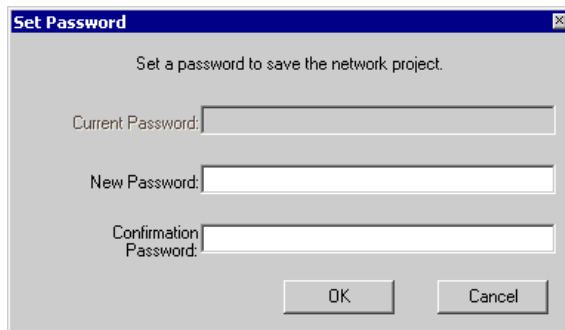 Set Password
Set a password to save the network project.
Current Password:
New Password:
Confirmation
Password:
OK Cancel